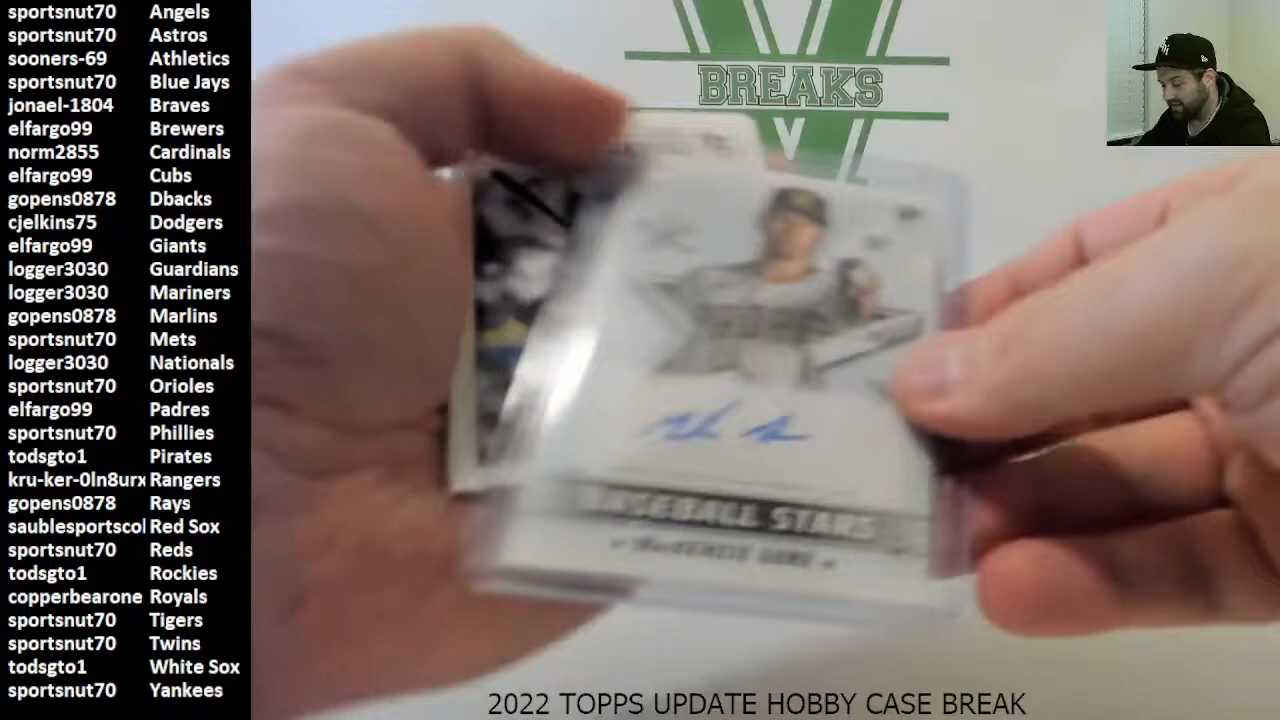 sportsnut70 Angels
sportsnut70 Astros
sooners-69 Athletics
sportsnut70 Blue Jays
jonael-1804 Braves
elfargo99 Brewers
norm2855 Cardinals
elfargo99 Cubs
gopens0878 Dbacks
cjelkins75 Dodgers
elfargo99 Giants
logger3030 Guardians
logger3030 Mariners
gopens0878 Marlins
sportsnut70 Mets
logger3030 Nationals
sportsnut70 Orioles
elfargo99 Padres
sportsnut70 Phillies
todsgto1 Pirates
kru-ker-0ln8urx Rangers
gopens0878 Rays
saublesportscol Red Sox
sportsnut70 Reds
todsgto1 Rockies
copperbearone Royals
sportsnut70 Tigers
sportsnut70 Twins
todsgto1 White Sox
sportsnut70 Yankees
V
BREAKS
BASEBALL STARS
MACKENZIE GORE
2022 TOPPS UPDATE HOBBY CASE BREAK